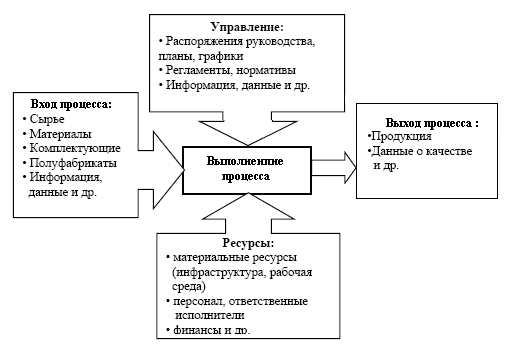 Управление:
• Распоряжения руководства,
планы, графики
• Регламенты, нормативы
• Информация, данные и др.
Вход процесса:
• Сырье
• Материалы
• Комплектующие
• Полуфабрикаты
• Информация,
данные и др.
Выполненпие
процесса
Выход процесса :
•Продукция
•Данные о качестве
и др.
Ресурсы:
• материальные ресурсы
(инфраструктура, рабочая
среда)
• персонал, ответственные
исполнители
• финансы и др.